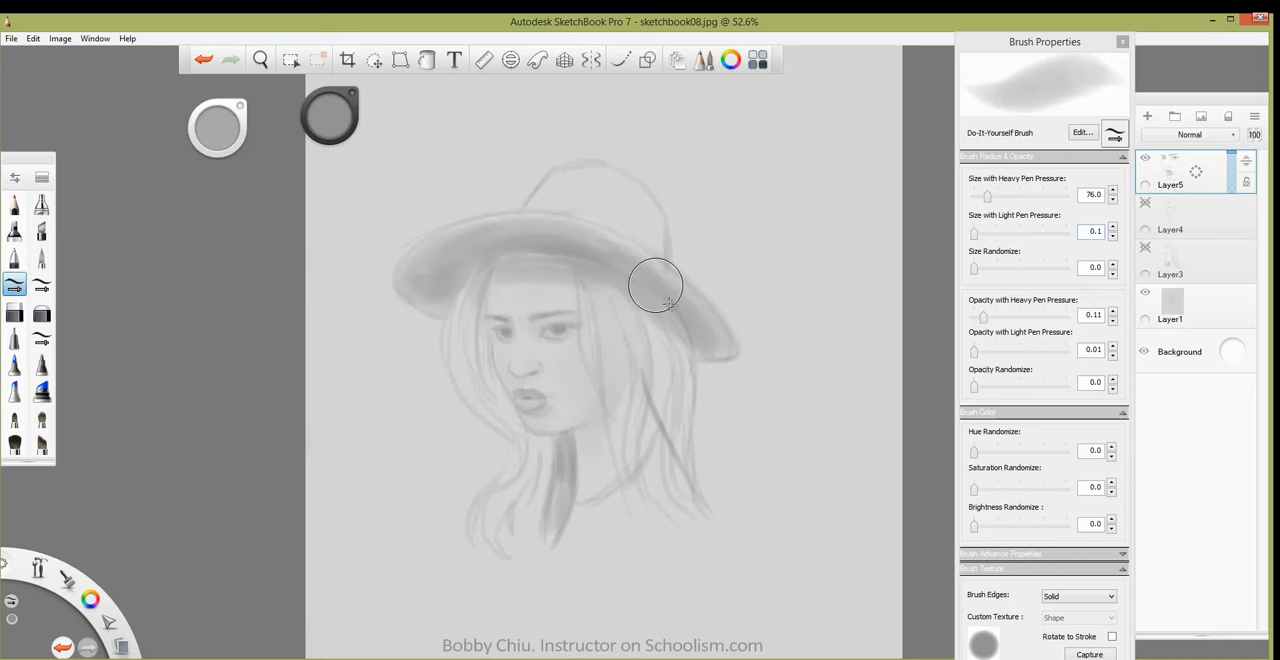 Autodesk SketchBook Pro 7 - sketchbook08.jpg @ 52.6%
File Edit Image Window Help
T
Brush Properties
Do-It-Yourself Brush Edit...
Brush Radius & Opacity
Size with Heavy Pen Pressure:
76.0
Size with Light Pen Pressure:
0.1
Size Randomize:
0.0
Opacity with Heavy Pen Pressure:
0.11
Opacity with Light Pen Pressure:
0.01
Opacity Randomize:
0.0
Brush Color
Hue Randomize:
0.0
Saturation Randomize:
0.0
Brightness Randomize :
0.0
Brush Advance Properties
Brush Texture
Brush Edges: Solid
Custom Texture : Shape
Rotate to Stroke
Capture
Normal 100
Layer5
Layer4
Layer3
Layer1
Background
Bobby Chiu. Instructor on Schoolism.com